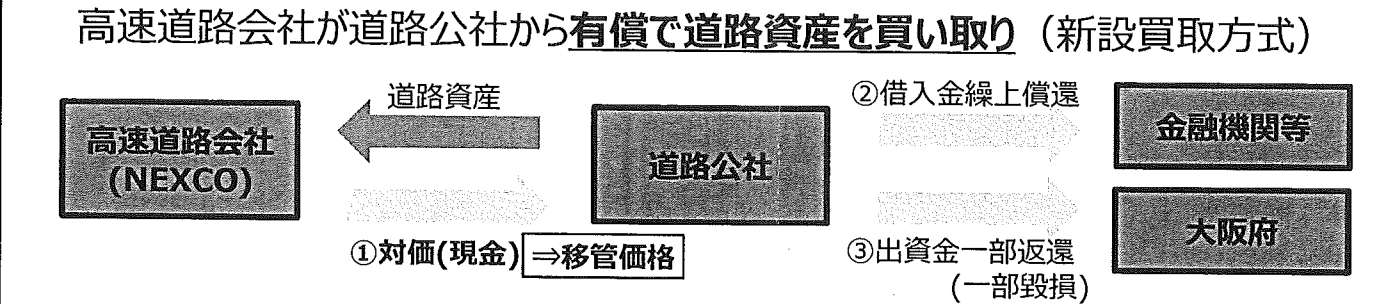 高速道路会社が道路公社から有償で道路資産を買い取り（新設買取方式）
道路資産
②借入金繰上償還
高速道路会社
(NEXCO)
道路公社
金融機関等
大阪府
①対価(現金) ⇒移管価格
③出資金一部返還
(一部毀損)